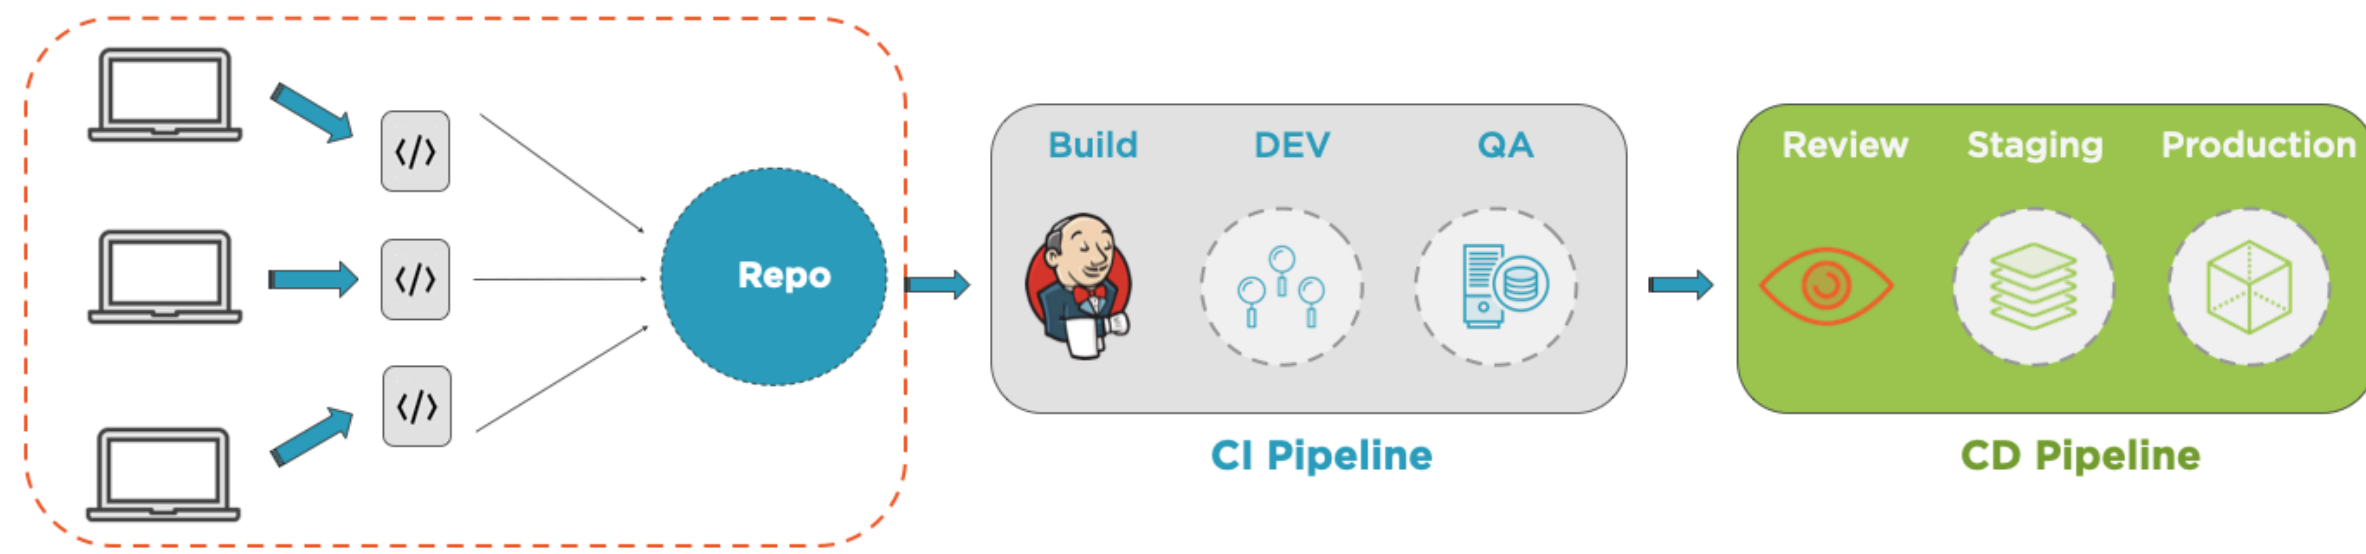 </>
</>
</>
Repo
Build DEV QA
CI Pipeline
Review Staging Production
CD Pipeline